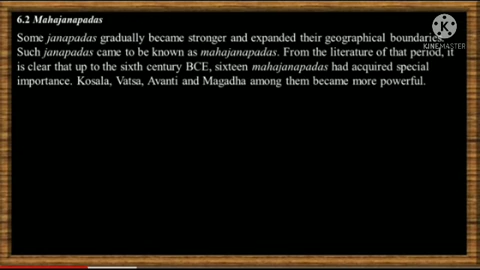 6.2 Mahajanapadas
Some janapadas gradually became stronger and expanded their geographical boundaries.
Such janapadas came to be known as mahajanapadas. From the literature of that period, it
is clear that up to the sixth century BCE, sixteen mahajanapadas had acquired special
importance. Kosala, Vatsa, Avanti and Magadha among them became more powerful.
K
KINEMASTER